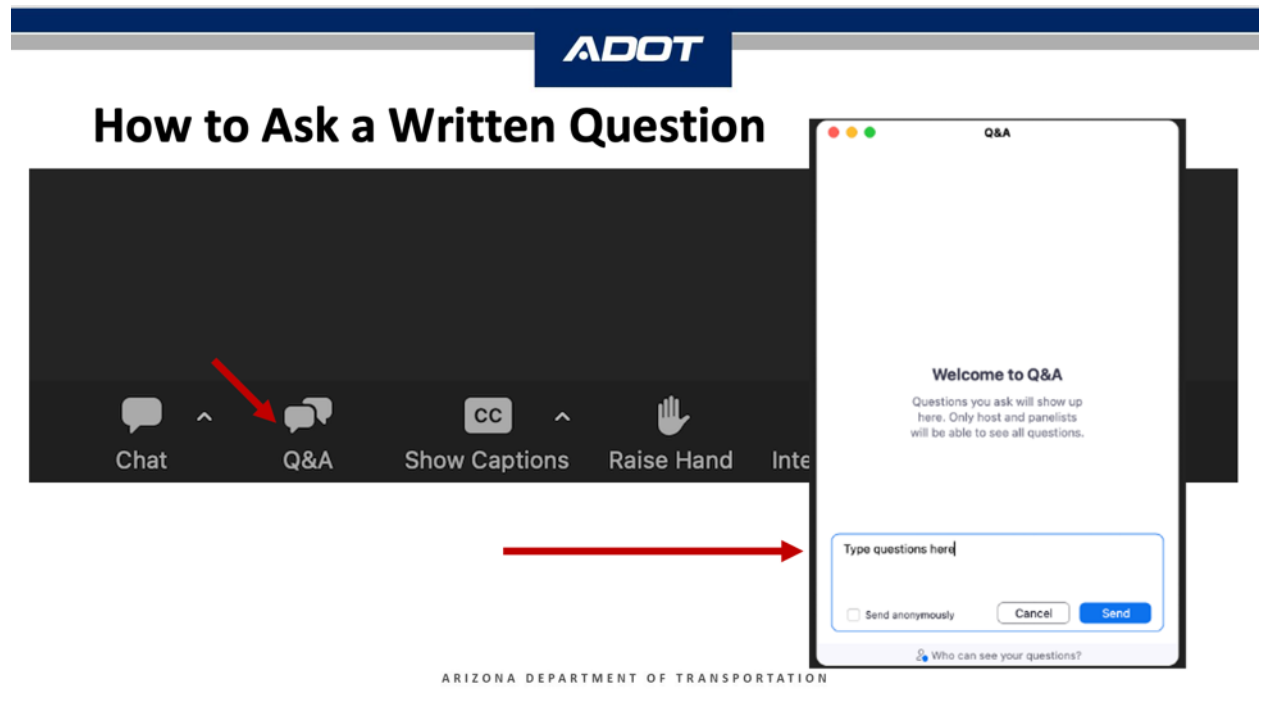 ADOT
How to Ask a Written Question
Q&A
Welcome to Q&A
Questions you ask will show up
here. Only host and panelists
will be able to see all questions.
CC
Chat
Q&A
Show Captions
Raise Hand
Inte
Type questions here
Send anonymously
Cancel
Send
Who can see your questions?
ARIZONA DEPARTMENT OF TRANSPORTATION